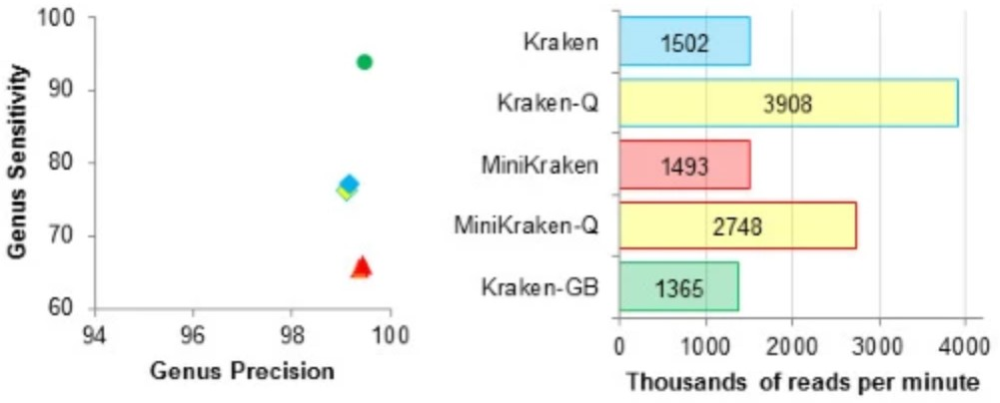 Genus Sensitivity
100
90
80
70
60
94 96 98 100
Genus Precision
Kraken 1502
Kraken-Q 3908
MiniKraken 1493
MiniKraken-Q 2748
Kraken-GB 1365
0 1000 2000 3000 4000
Thousands of reads per minute